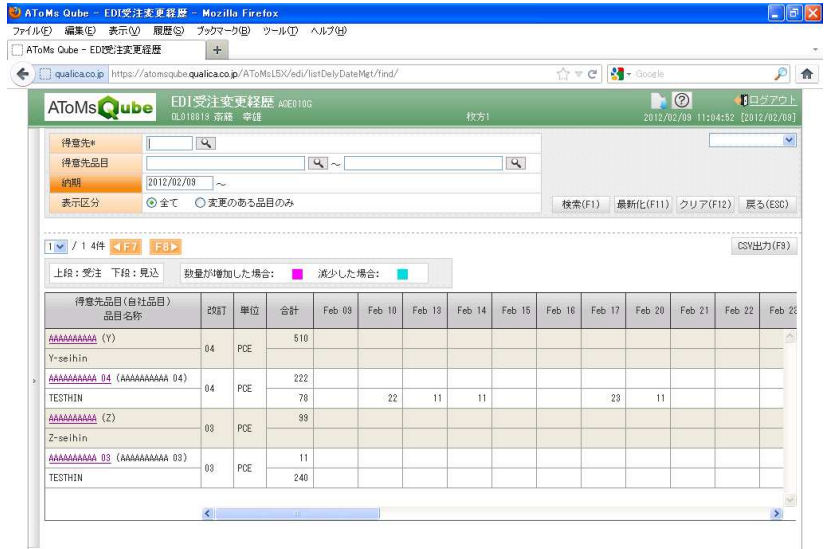 AToMs Qube - EDI受注変更経歴 - Mozilla Firefox
ファイル(F) 編集(E) 表示(V) 履歴(S) ブックマーク(B) ツール(T) ヘルプ(H)
AToMs Qube - EDI受注変更経歴 +
qualica.co.jp https://atomsqube.qualica.co.jp/AToMsL5X/edi/listDelyDateMgt/find/ Google
AToMs Qube EDI受注変更経歴 AOE010G ログアウト
QL018819 斎藤 幸雄 枚方1 2012/02/09 11:04:52 [2012/02/09]
得意先*
得意先品目 ～
納期 2012/02/09 ～
表示区分 全て 変更のある品目のみ 検索(F1) 最新化(F11) クリア(F12) 戻る(ESC)
1 / 1 4件 F7 F8 CSV出力(F9)
上段：受注 下段：見込 数量が増加した場合： 減少した場合：
得意先品目(自社品目) 改訂 単位 合計 Feb 09 Feb 10 Feb 13 Feb 14 Feb 15 Feb 16 Feb 17 Feb 20 Feb 21 Feb 22 Feb 23
品目名称
AAAAAAAAAA (Y) 04 PCE 510
Y-seihin
AAAAAAAAAA 04 (AAAAAAAAAA 04) 04 PCE 222
TESTHIN 78 22 11 11 23 11
AAAAAAAAAA (Z) 03 PCE 99
Z-seihin
AAAAAAAAAA 03 (AAAAAAAAAA 03) 03 PCE 11
TESTHIN 240